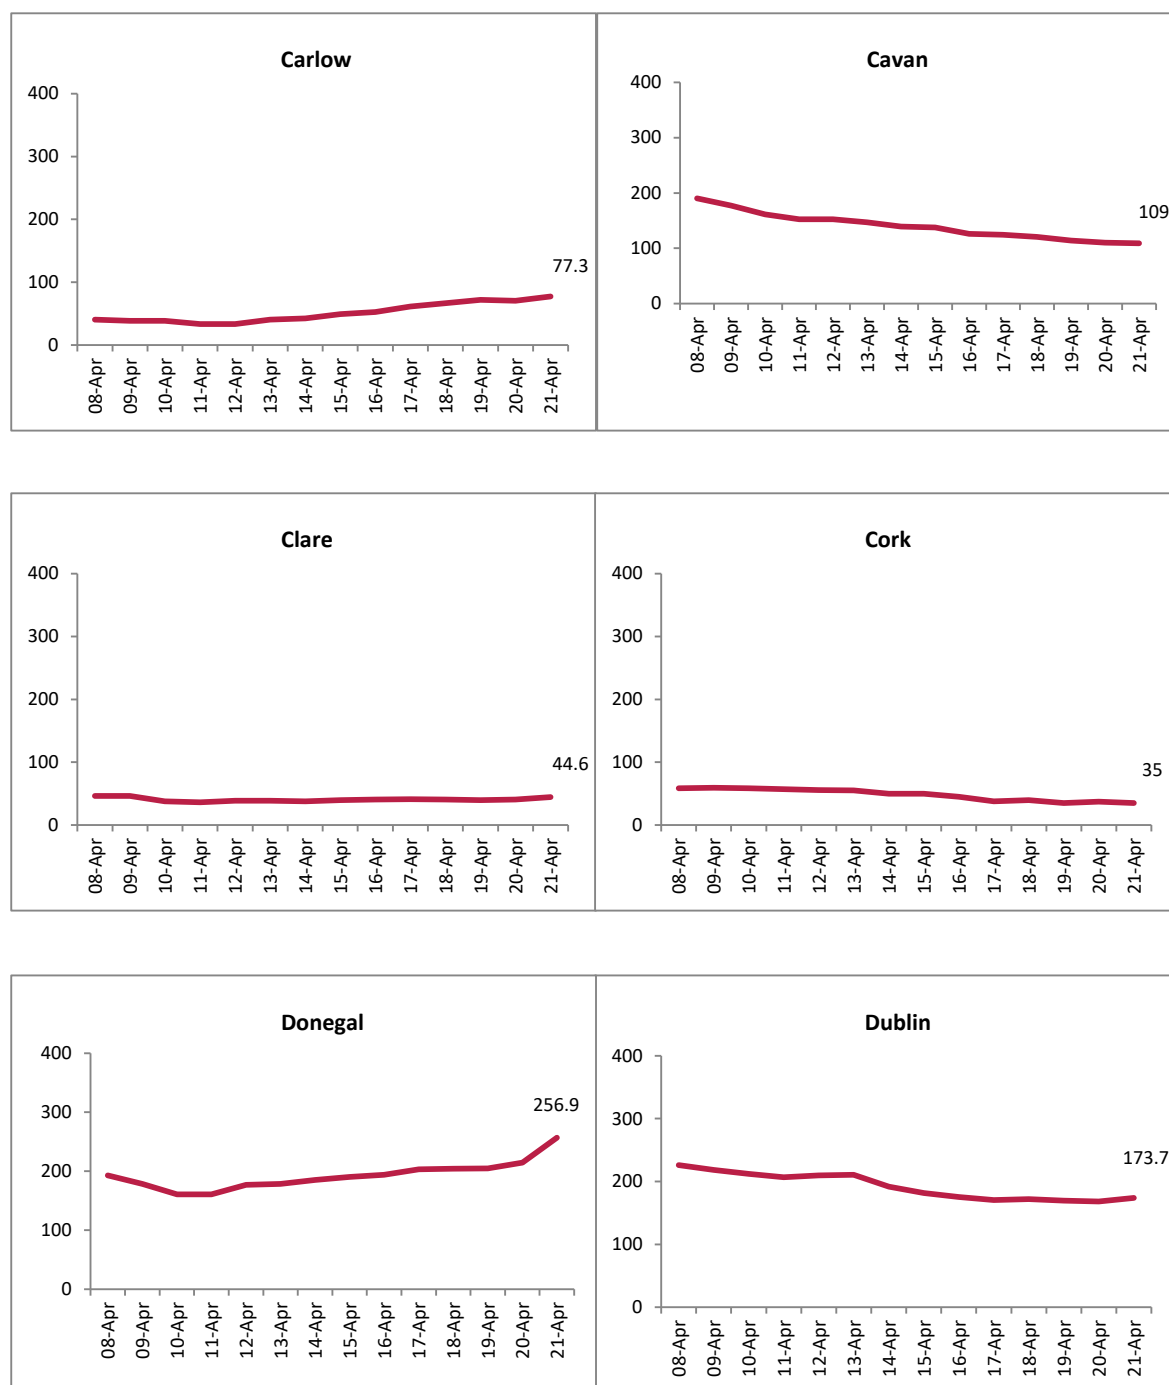 Carlow
400
300
200
100
0
77.3
08-Apr
09-Apr
10-Apr
11-Apr
12-Apr
13-Apr
14-Apr
15-Apr
16-Apr
17-Apr
18-Apr
19-Apr
20-Apr
21-Apr
Cavan
400
300
200
100
0
109
08-Apr
09-Apr
10-Apr
11-Apr
12-Apr
13-Apr
14-Apr
15-Apr
16-Apr
17-Apr
18-Apr
19-Apr
20-Apr
21-Apr
Clare
400
300
200
100
0
44.6
08-Apr
09-Apr
10-Apr
11-Apr
12-Apr
13-Apr
14-Apr
15-Apr
16-Apr
17-Apr
18-Apr
19-Apr
20-Apr
21-Apr
Cork
400
300
200
100
0
35
08-Apr
09-Apr
10-Apr
11-Apr
12-Apr
13-Apr
14-Apr
15-Apr
16-Apr
17-Apr
18-Apr
19-Apr
20-Apr
21-Apr
Donegal
400
300
200
100
0
256.9
08-Apr
09-Apr
10-Apr
11-Apr
12-Apr
13-Apr
14-Apr
15-Apr
16-Apr
17-Apr
18-Apr
19-Apr
20-Apr
21-Apr
Dublin
400
300
200
100
0
173.7
08-Apr
09-Apr
10-Apr
11-Apr
12-Apr
13-Apr
14-Apr
15-Apr
16-Apr
17-Apr
18-Apr
19-Apr
20-Apr
21-Apr